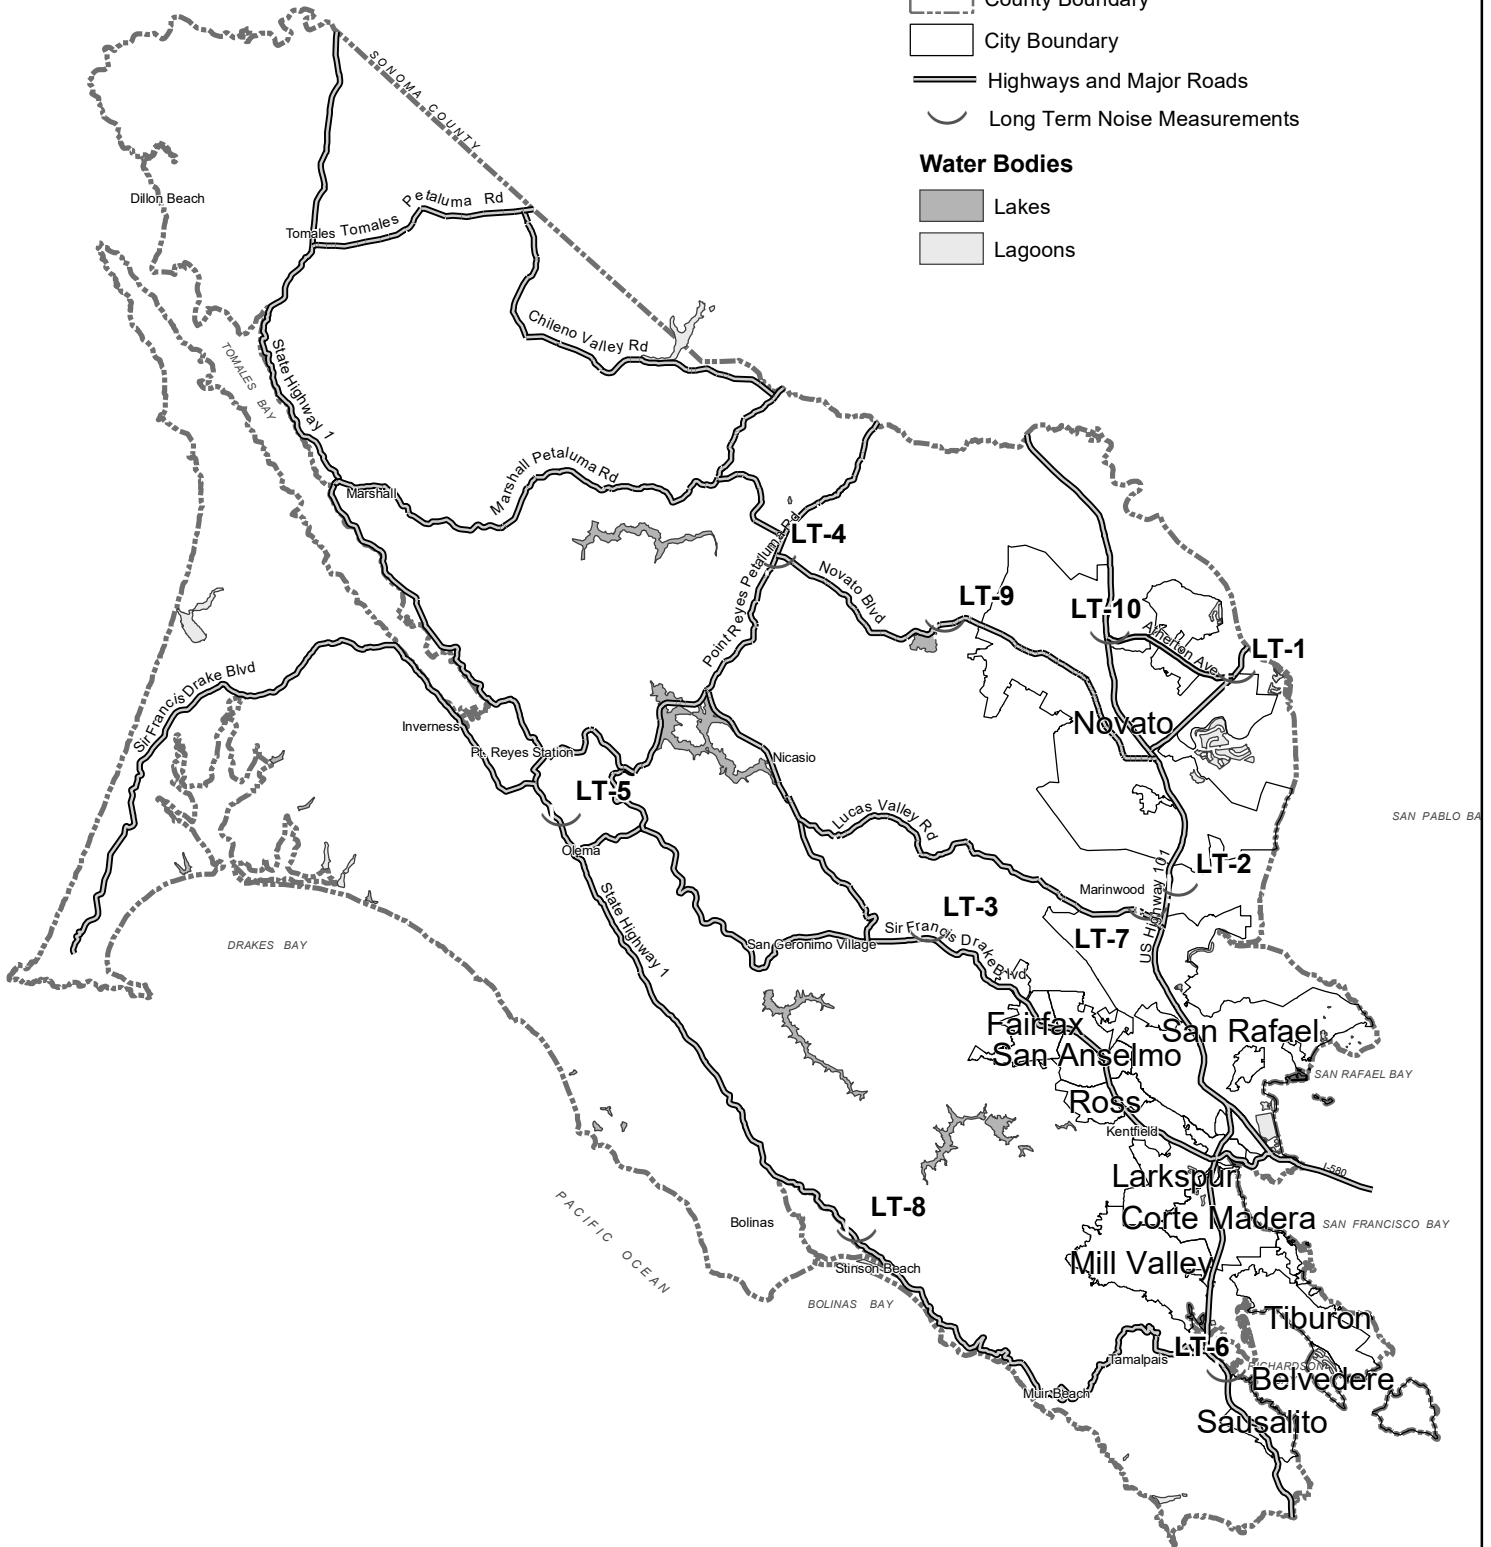 County Boundary
City Boundary
Highways and Major Roads
Long Term Noise Measurements
Water Bodies
Lakes
Lagoons
SONOMA COUNTY
Dillon Beach
Petaluma Rd
Tomales Tomales
Chileno Valley Rd
TOMALES BAY
State Highway 1
Marshall Petaluma Rd
Marshall
LT-4
Point Reyes Petaluma Rd
Novato Blvd
LT-9
LT-10
Atherton Ave
LT-1
Sir Francis Drake Blvd
Inverness
Novato
Pt. Reyes Station
Nicasio
LT-5
Lucas Valley Rd
SAN PABLO BA
Olema
LT-2
Marinwood
US Highway 101
State Highway 1
LT-3
Sir Francis Drake Blvd
LT-7
DRAKES BAY
San Geronimo Village
Fairfax
San Rafael
San Anselmo
SAN RAFAEL BAY
Ross
Kentfield
I-580
Larkspur
LT-8
Bolinas
Corte Madera
SAN FRANCISCO BAY
PACIFIC OCEAN
Mill Valley
Stinson Beach
BOLINAS BAY
Tiburon
LT-6
Tamalpais
RICHARDSON
Belvedere
Muir Beach
Sausalito